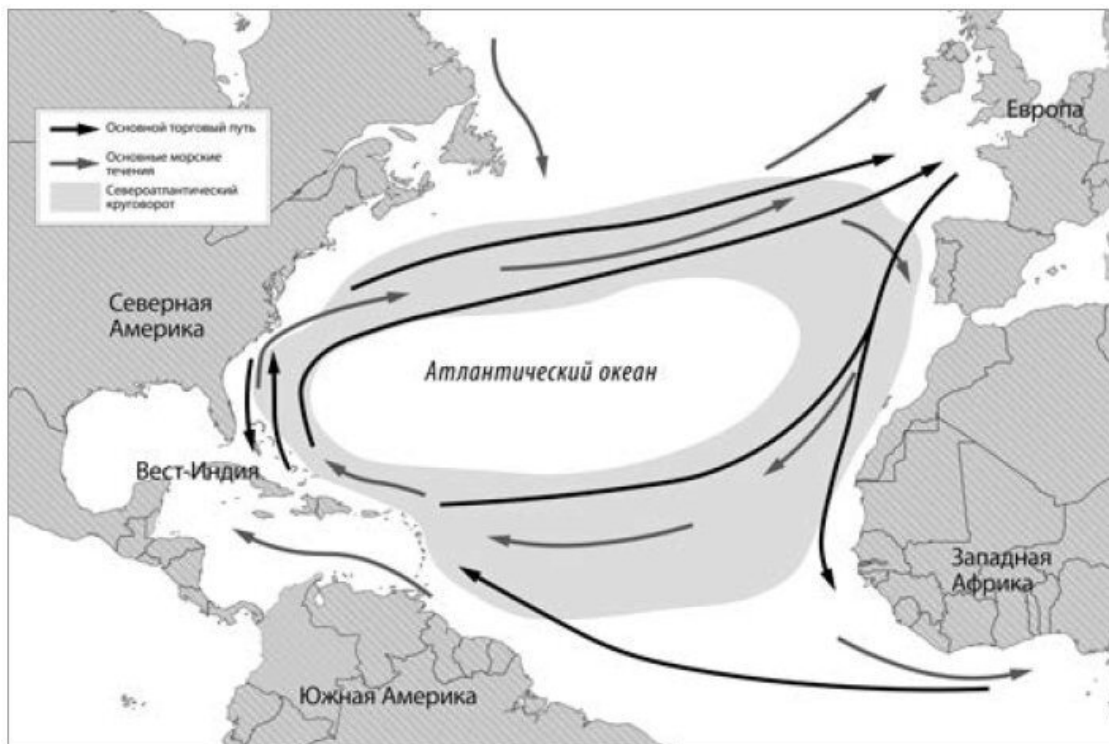 Европа
Основной торговый путь
Основные морские
течения
Североатлантический
круговорот
Северная
Америка
Атлантический океан
Вест-Индия
Западная
Африка
Южная Америка